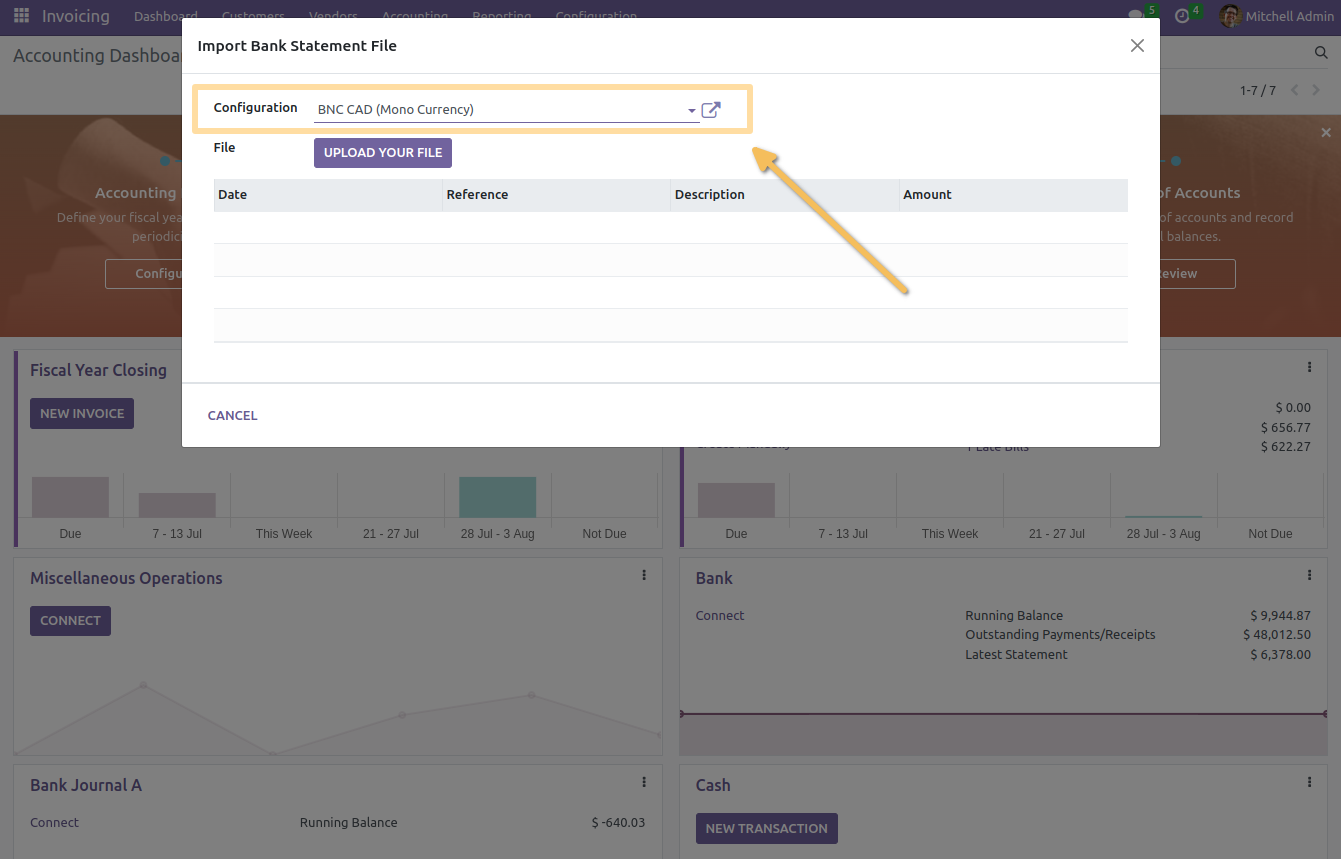 Invoicing Dashboard Customers Vendors Accounting Reporting Configuration 5 4 Mitchell Admin
Import Bank Statement File
Accounting
1-7 / 7
Configuration BNC CAD (Mono Currency)
File UPLOAD YOUR FILE
Date Reference Description Amount
Accounting
of Accounts
Define your fiscal
of accounts and record
balances.
CANCEL
Fiscal Year Closing
NEW INVOICE
$ 0.00
$ 656.77
1 Late Bills $ 622.27
Due 7 - 13 Jul This Week 21 - 27 Jul 28 Jul - 3 Aug Not Due
Due 7 - 13 Jul This Week 21 - 27 Jul 28 Jul - 3 Aug Not Due
Miscellaneous Operations
CONNECT
Bank
Connect Running Balance $ 9,944.87
Outstanding Payments/Receipts $ 48,012.50
Latest Statement $ 6,378.00
Bank Journal A
Connect Running Balance $ -640.03
Cash
NEW TRANSACTION